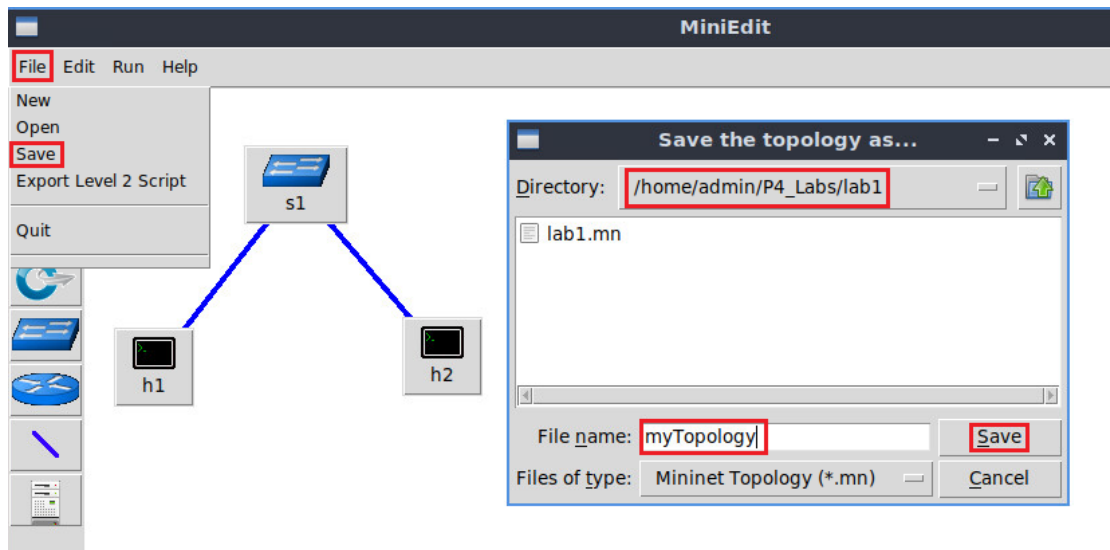 MiniEdit
File Edit Run Help
New
Open
Save
Export Level 2 Script
Quit
s1
h1
h2
Save the topology as...
Directory: /home/admin/P4_Labs/lab1
lab1.mn
File name: myTopology
Save
Files of type: Mininet Topology (*.mn)
Cancel